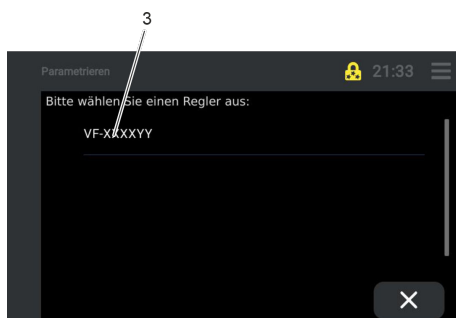 3
Parametrieren 21:33
Bitte wählen Sie einen Regler aus:
VF-XXXXYY